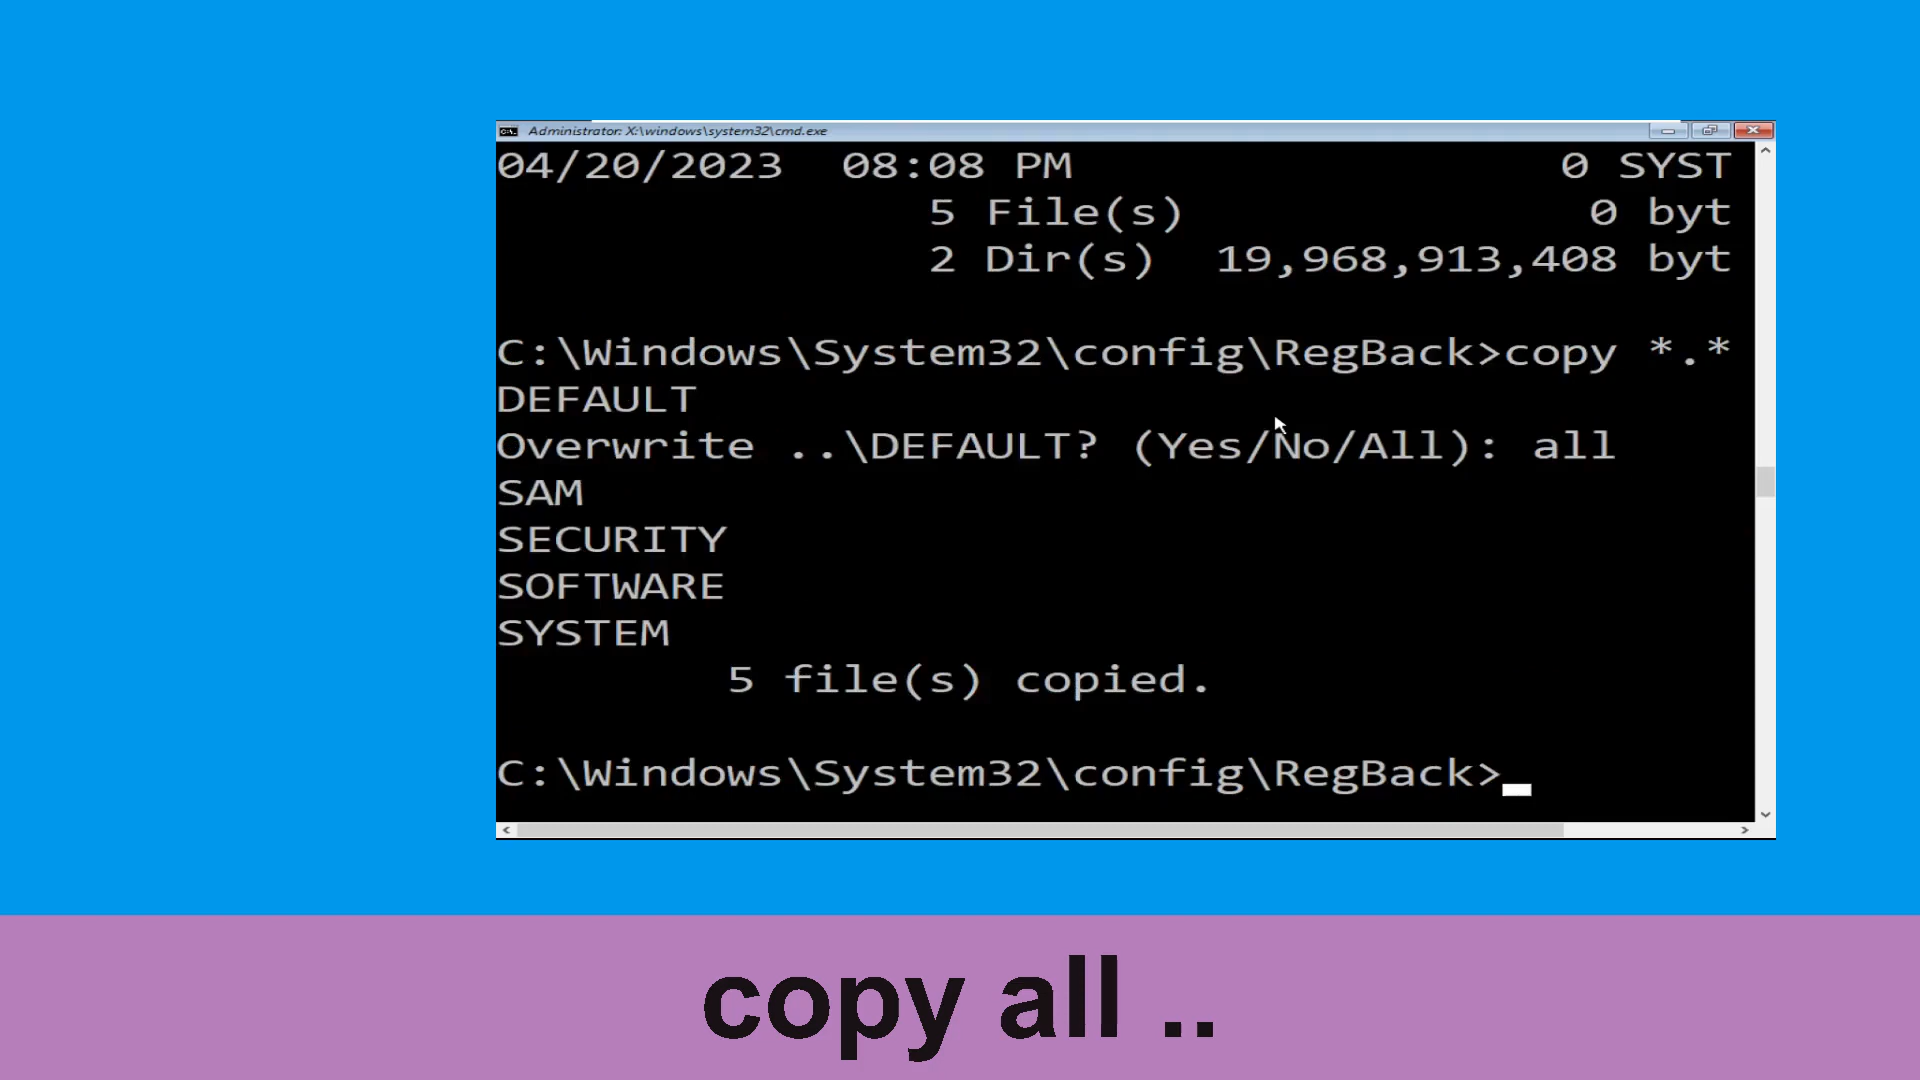 Administrator: X:\windows\system32\cmd.exe
04/20/2023  08:08 PM                 0 SYST
               5 File(s)              0 byt
               2 Dir(s)  19,968,913,408 byt
C:\Windows\System32\config\RegBack>copy *.*
DEFAULT
Overwrite ..\DEFAULT? (Yes/No/All): all
SAM
SECURITY
SOFTWARE
SYSTEM
        5 file(s) copied.
C:\Windows\System32\config\RegBack>
copy all ..